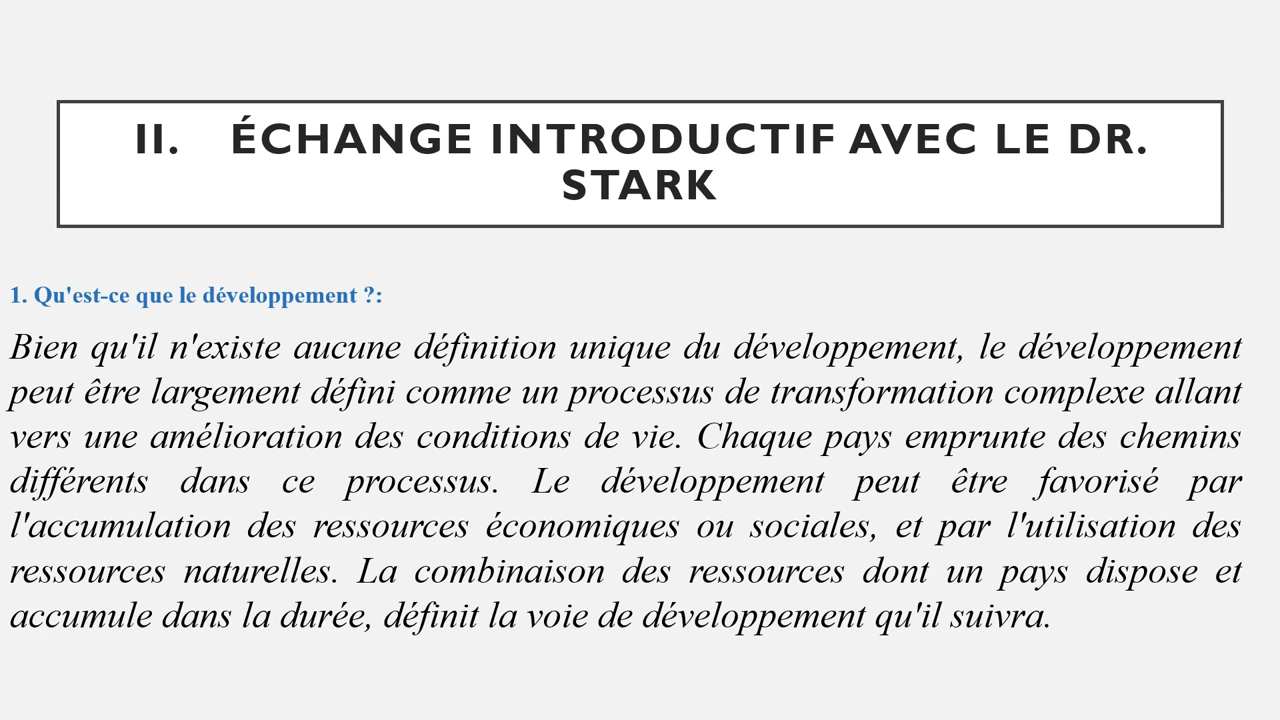 II. ÉCHANGE INTRODUCTIF AVEC LE DR.
STARK
1. Qu'est-ce que le développement ?:
Bien qu'il n'existe aucune définition unique du développement, le développement
peut être largement défini comme un processus de transformation complexe allant
vers une amélioration des conditions de vie. Chaque pays emprunte des chemins
différents dans ce processus. Le développement peut être favorisé par
l'accumulation des ressources économiques ou sociales, et par l'utilisation des
ressources naturelles. La combinaison des ressources dont un pays dispose et
accumule dans la durée, définit la voie de développement qu'il suivra.